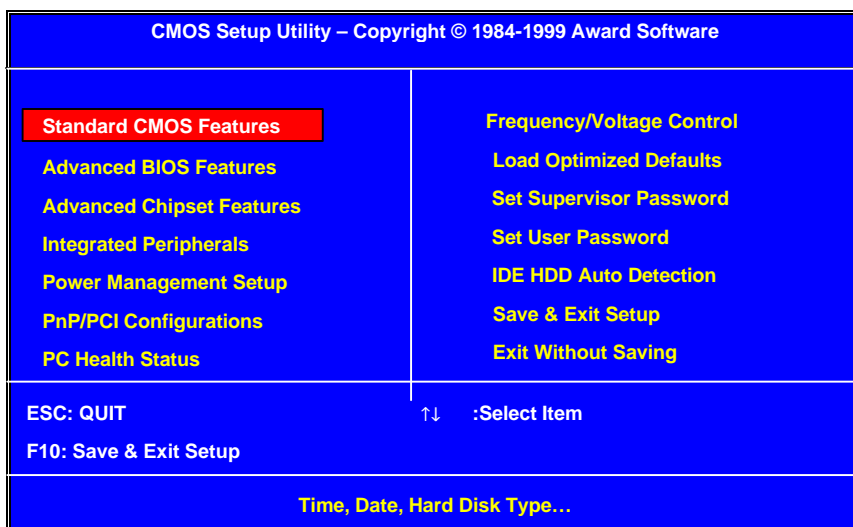 CMOS Setup Utility – Copyright © 1984-1999 Award Software
Standard CMOS Features
Advanced BIOS Features
Advanced Chipset Features
Integrated Peripherals
Power Management Setup
PnP/PCI Configurations
PC Health Status
Frequency/Voltage Control
Load Optimized Defaults
Set Supervisor Password
Set User Password
IDE HDD Auto Detection
Save & Exit Setup
Exit Without Saving
ESC: QUIT
↑↓ :Select Item
F10: Save & Exit Setup
Time, Date, Hard Disk Type…